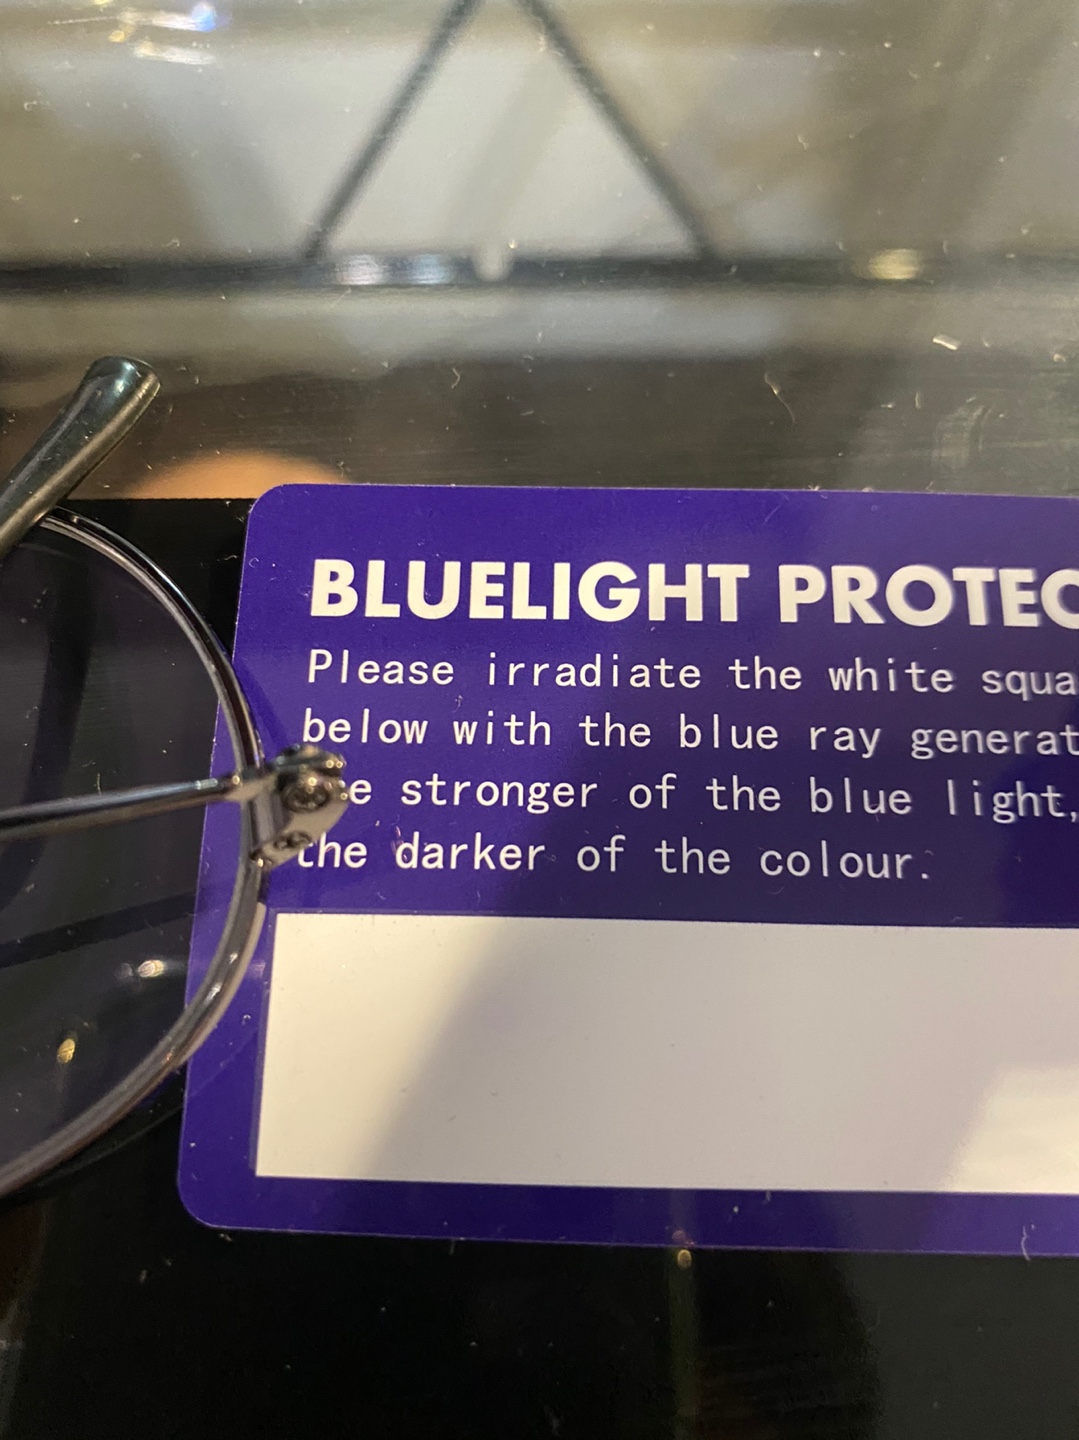 BLUELIGHT PROTEC
Please irradiate the white squa
below with the blue ray generat
e stronger of the blue light,
the darker of the colour.